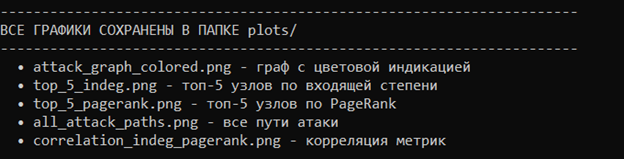 ------------------------------------------------------------------------
ВСЕ ГРАФИКИ СОХРАНЕНЫ В ПАПКЕ plots/
------------------------------------------------------------------------
• attack_graph_colored.png - граф с цветовой индикацией
• top_5_indeg.png - топ-5 узлов по входящей степени
• top_5_pagerank.png - топ-5 узлов по PageRank
• all_attack_paths.png - все пути атаки
• correlation_indeg_pagerank.png - корреляция метрик